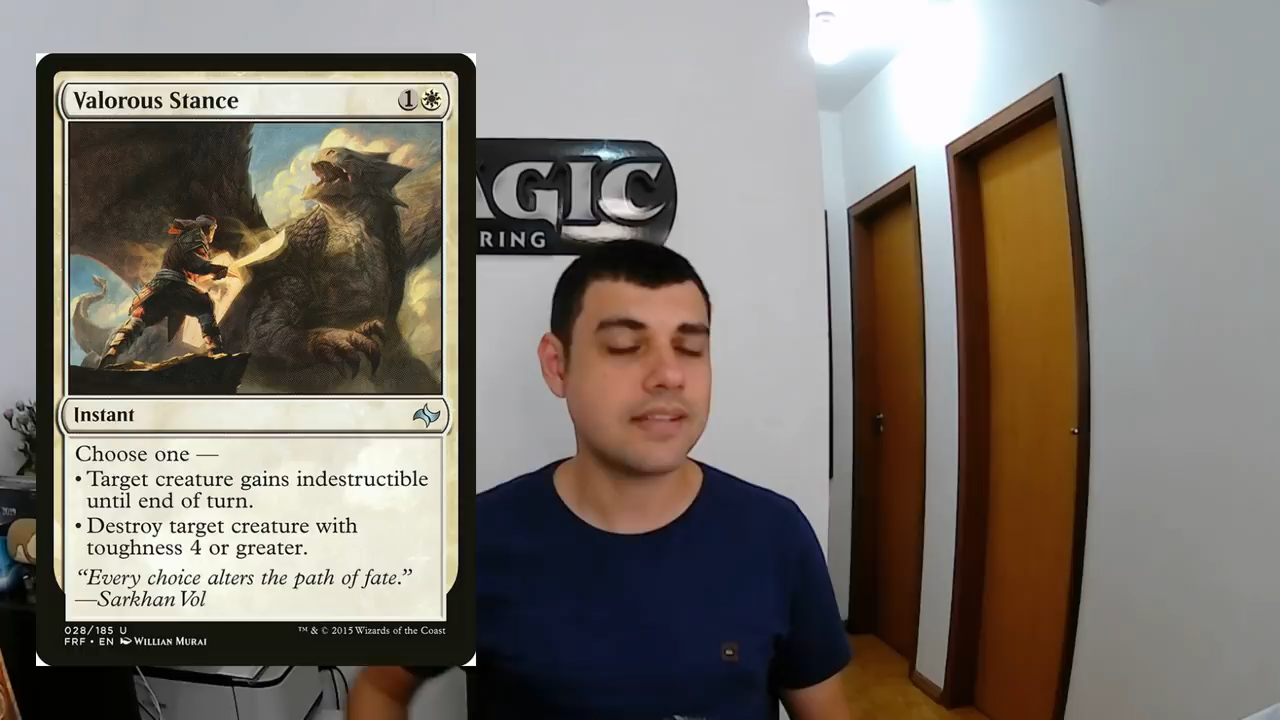 Valorous Stance 1
AGIC
RING
Instant
Choose one —
• Target creature gains indestructible
until end of turn.
• Destroy target creature with
toughness 4 or greater.
“Every choice alters the path of fate.”
—Sarkhan Vol
028/185 U
FRF • EN Willian Murai
™ & © 2015 Wizards of the Coast